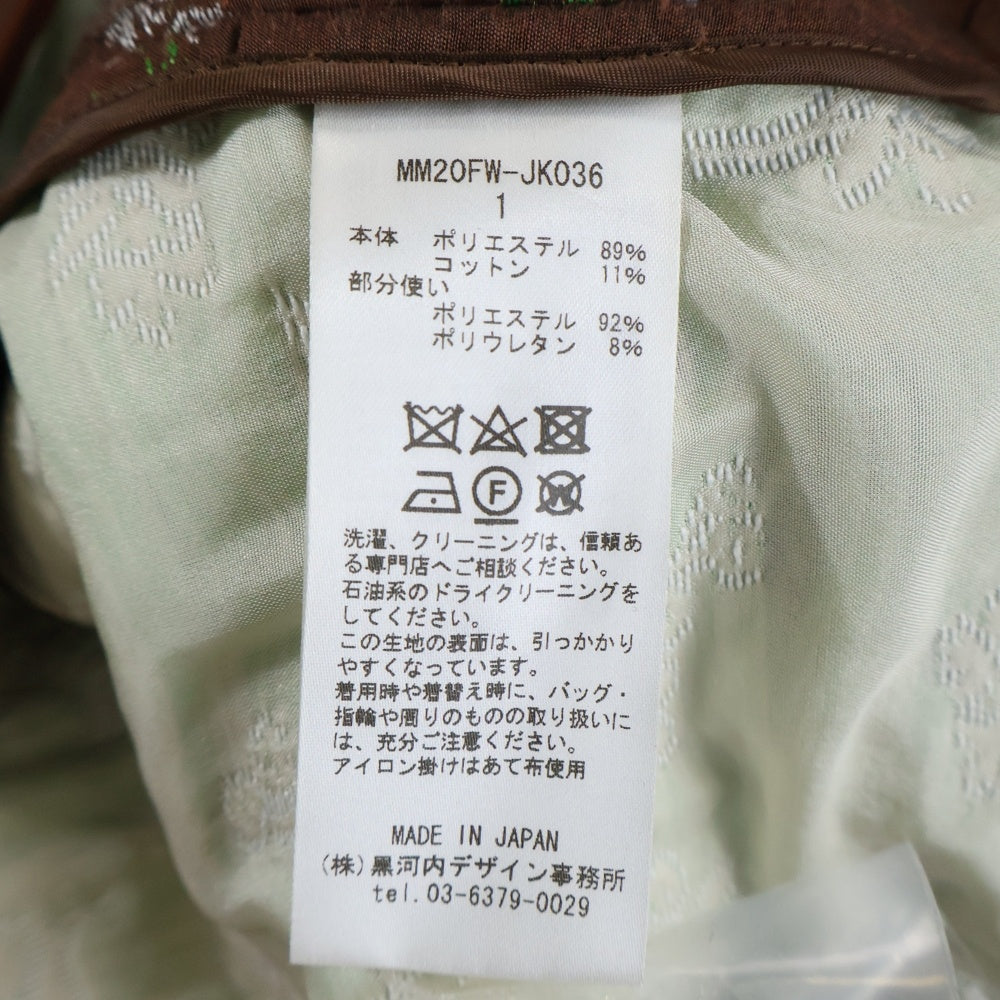 MM20FW-JK036
1
本体 ポリエステル 89%
コットン 11%
部分使い
ポリエステル 92%
ポリウレタン 8%
F W
洗濯、クリーニングは、信頼あ
る専門店へご相談ください。
石油系のドライクリーニングを
してください。
この生地の表面は、引っかかり
やすくなっています。
着用時や着替え時に、バッグ・
指輪や周りのものの取り扱いに
は、充分ご注意ください。
アイロン掛けはあて布使用
MADE IN JAPAN
(株)黒河内デザイン事務所
tel.03-6379-0029